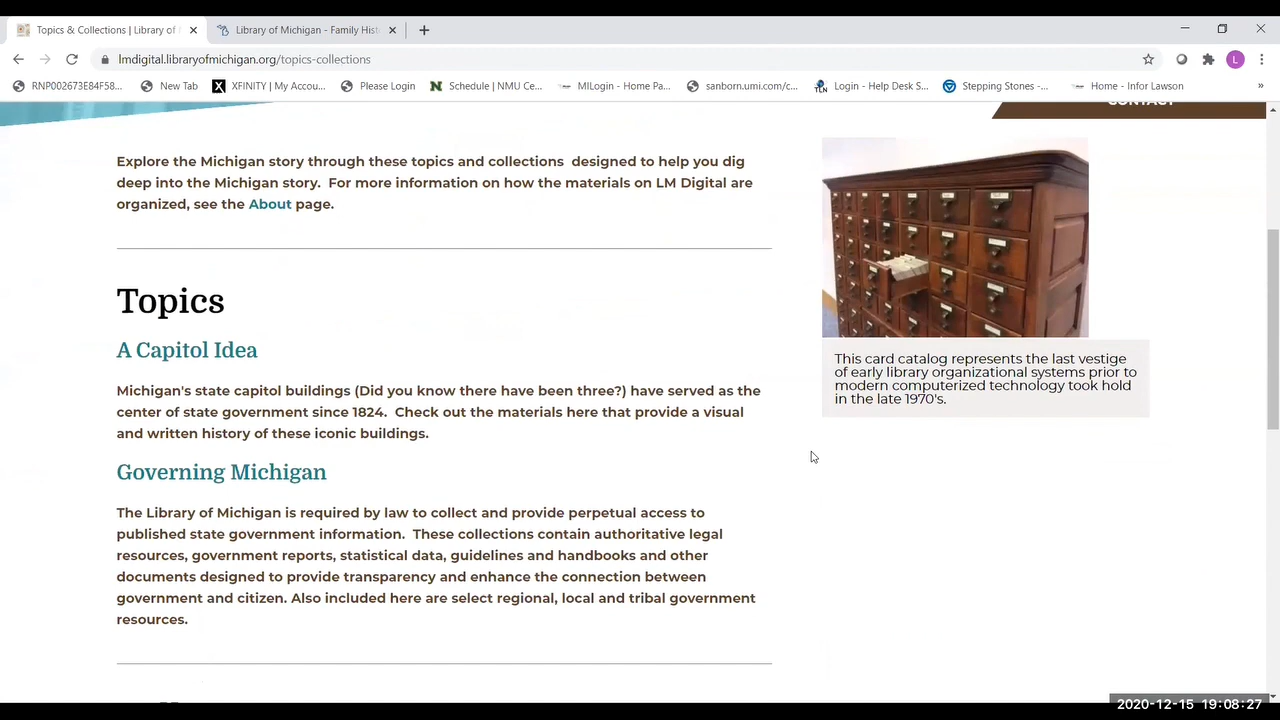 Topics & Collections | Library of
Library of Michigan - Family Hist
lmdigital.libraryofmichigan.org/topics-collections
L
RNP002673E84F58...
New Tab
XFINITY | My Accou...
Please Login
Schedule | NMU Ce...
MILogin - Home Pa...
sanborn.umi.com/c...
Login - Help Desk S...
Stepping Stones -...
Home - Infor Lawson
»
CONTACT
Explore the Michigan story through these topics and collections designed to help you dig
deep into the Michigan story. For more information on how the materials on LM Digital are
organized, see the About page.
Topics
A Capitol Idea
Michigan's state capitol buildings (Did you know there have been three?) have served as the
center of state government since 1824. Check out the materials here that provide a visual
and written history of these iconic buildings.
Governing Michigan
The Library of Michigan is required by law to collect and provide perpetual access to
published state government information. These collections contain authoritative legal
resources, government reports, statistical data, guidelines and handbooks and other
documents designed to provide transparency and enhance the connection between
government and citizen. Also included here are select regional, local and tribal government
resources.
This card catalog represents the last vestige
of early library organizational systems prior to
modern computerized technology took hold
in the late 1970's.
2020-12-15 19:08:27